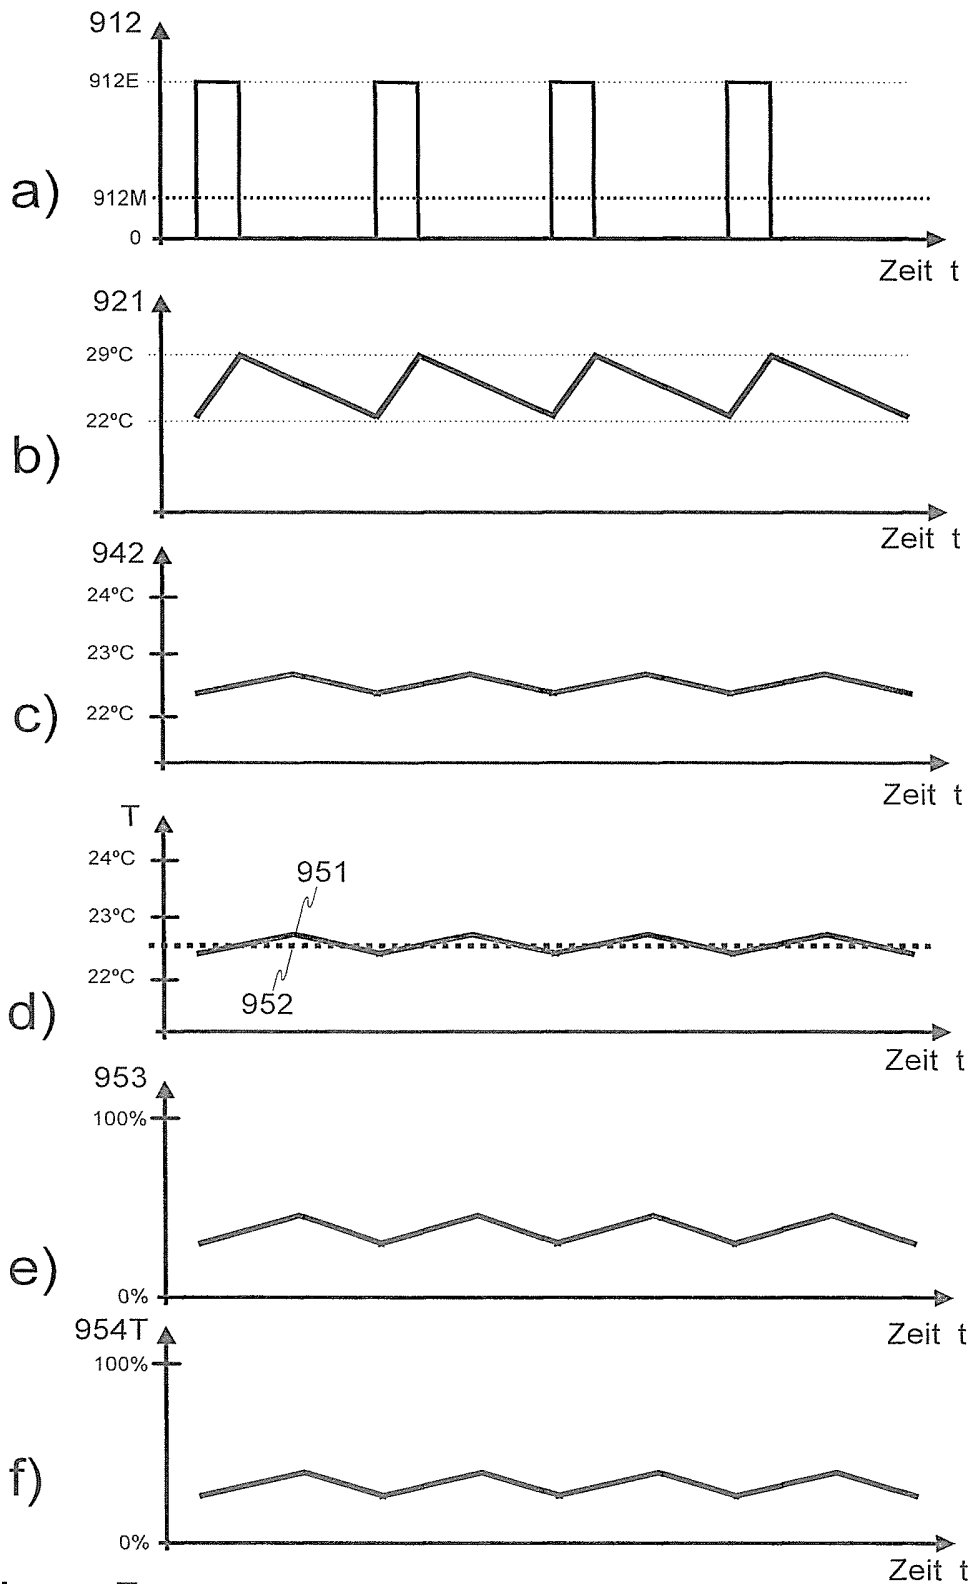 912
912E
a)
912M
0
Zeit t
921
29°C
22°C
b)
Zeit t
942
24°C
23°C
c)
22°C
Zeit t
T
24°C
951
23°C
22°C
952
d)
Zeit t
953
100%
e)
0%
Zeit t
954T
100%
f)
0%
Zeit t